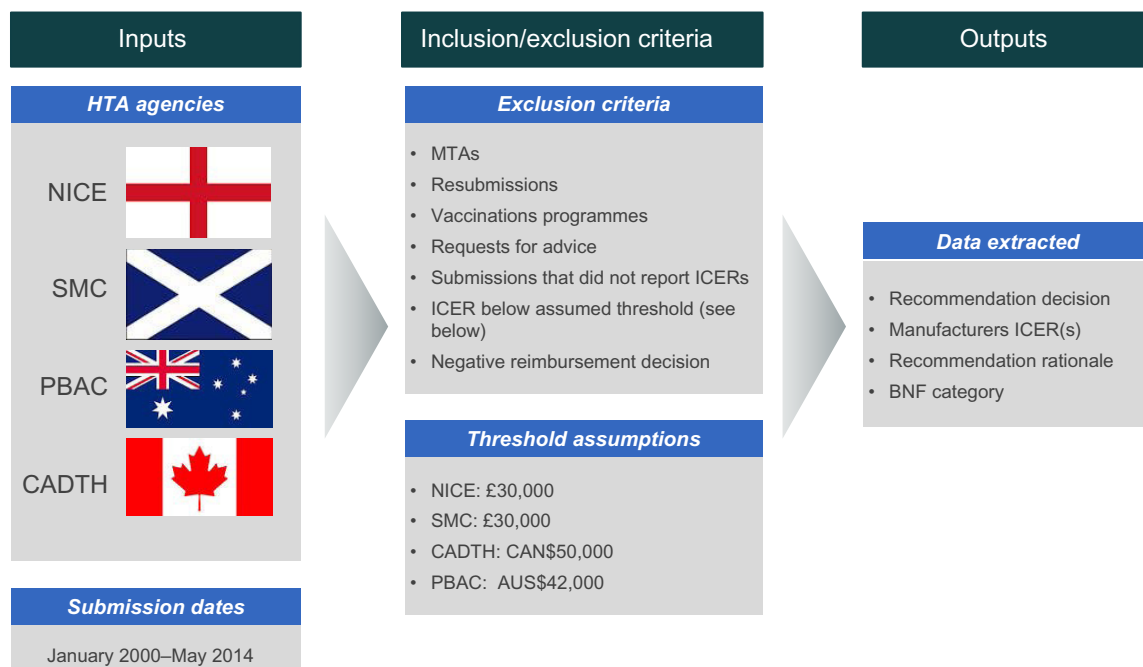 Inputs
HTA agencies
NICE
SMC
PBAC
CADTH
Submission dates
January 2000–May 2014
Inclusion/exclusion criteria
Exclusion criteria
• MTAs
• Resubmissions
• Vaccinations programmes
• Requests for advice
• Submissions that did not report ICERs
• ICER below assumed threshold (see
below)
• Negative reimbursement decision
Threshold assumptions
• NICE: £30,000
• SMC: £30,000
• CADTH: CAN$50,000
• PBAC: AUS$42,000
Outputs
Data extracted
• Recommendation decision
• Manufacturers ICER(s)
• Recommendation rationale
• BNF category